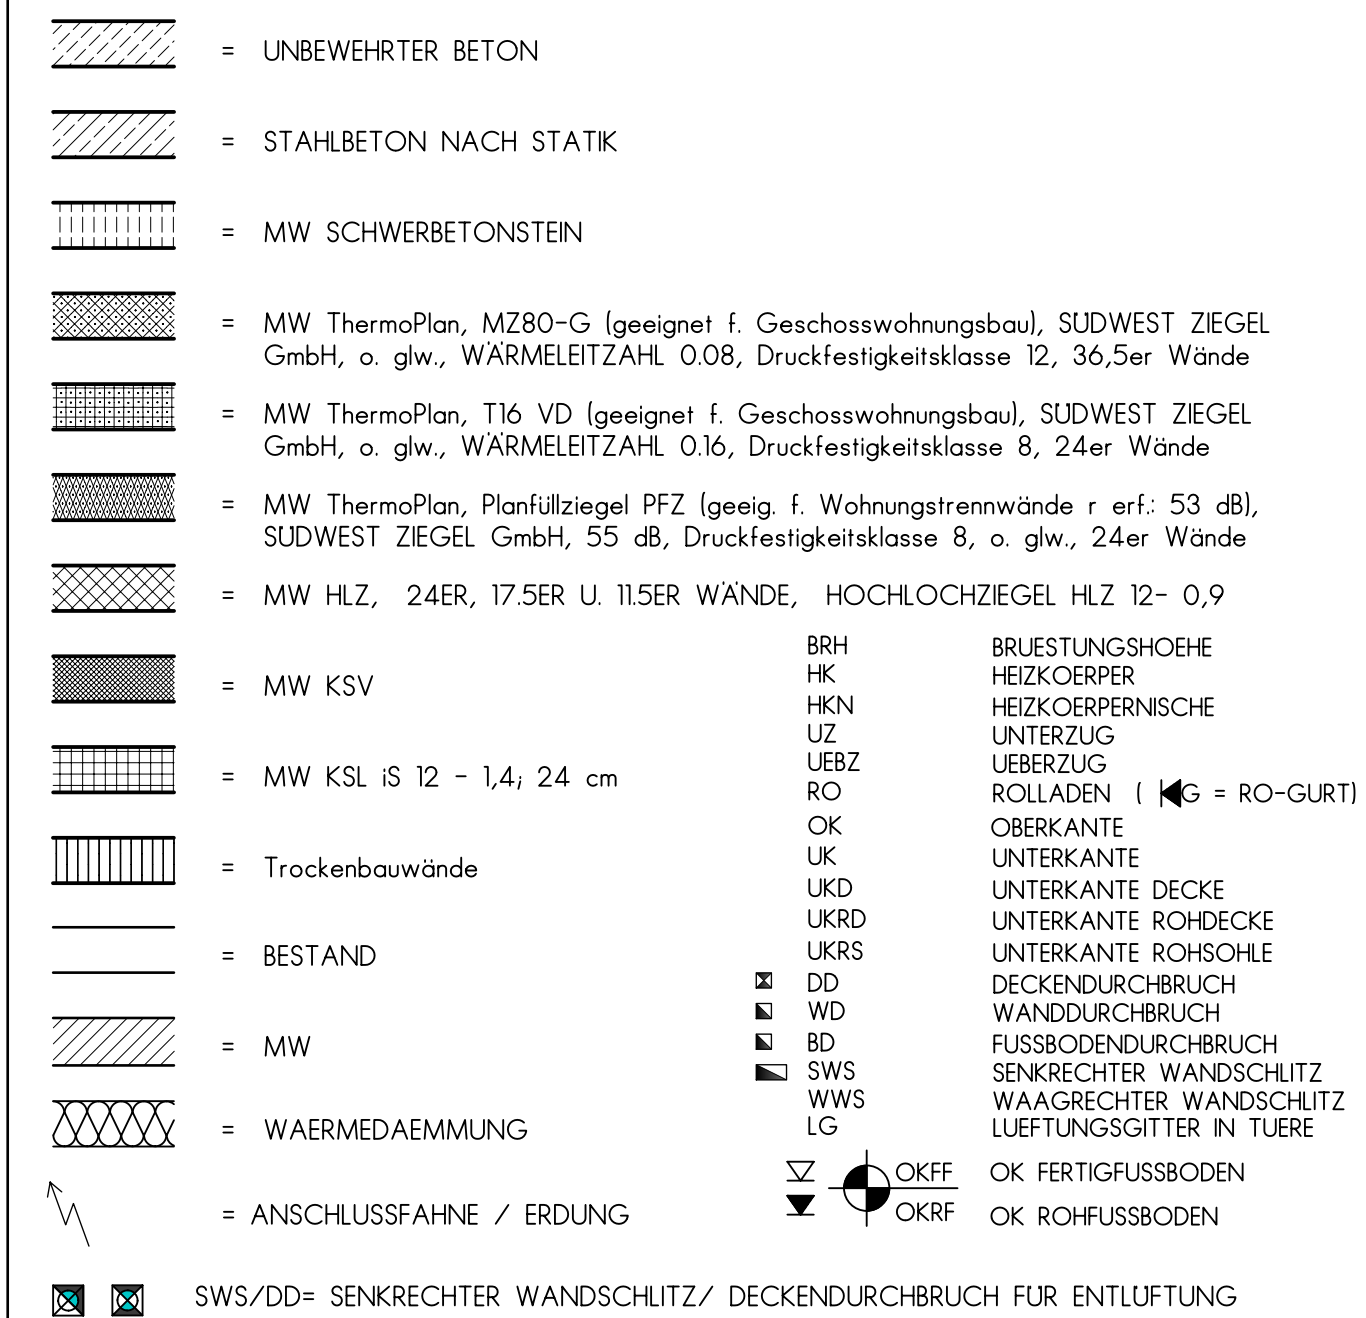 = UNBEWEHRTER BETON
= STAHLBETON NACH STATIK
= MW SCHWERBETONSTEIN
= MW ThermoPlan, MZ80-G (geeignet f. Geschosswohnungsbau), SÜDWEST ZIEGEL
GmbH, o. glw., WÄRMELEITZAHL 0.08, Druckfestigkeitsklasse 12, 36,5er Wände
= MW ThermoPlan, T16 VD (geeignet f. Geschosswohnungsbau), SÜDWEST ZIEGEL
GmbH, o. glw., WÄRMELEITZAHL 0.16, Druckfestigkeitsklasse 8, 24er Wände
= MW ThermoPlan, Planfüllziegel PFZ (geeig. f. Wohnungstrennwände r erf.: 53 dB),
SÜDWEST ZIEGEL GmbH, 55 dB, Druckfestigkeitsklasse 8, o. glw., 24er Wände
= MW HLZ, 24ER, 17.5ER U. 11.5ER WÄNDE, HOCHLOCHZIEGEL HLZ 12- 0,9
= MW KSV
= MW KSL iS 12 - 1,4; 24 cm
= Trockenbauwände
= BESTAND
= MW
= WAERMEDAEMMUNG
= ANSCHLUSSFAHNE / ERDUNG
BRH BRUESTUNGSHOEHE
HK HEIZKOERPER
HKN HEIZKOERPERNISCHE
UZ UNTERZUG
UEBZ UEBERZUG
RO ROLLADEN ( G = RO-GURT)
OK OBERKANTE
UK UNTERKANTE
UKD UNTERKANTE DECKE
UKRD UNTERKANTE ROHDECKE
UKRS UNTERKANTE ROHSOHLE
DD DECKENDURCHBRUCH
WD WANDDURCHBRUCH
BD FUSSBODENDURCHBRUCH
SWS SENKRECHTER WANDSCHLITZ
WWS WAAGRECHTER WANDSCHLITZ
LG LUEFTUNGSGITTER IN TUERE
OKFF OK FERTIGFUSSBODEN
OKRF OK ROHFUSSBODEN
SWS/DD= SENKRECHTER WANDSCHLITZ/ DECKENDURCHBRUCH FÜR ENTLÜFTUNG